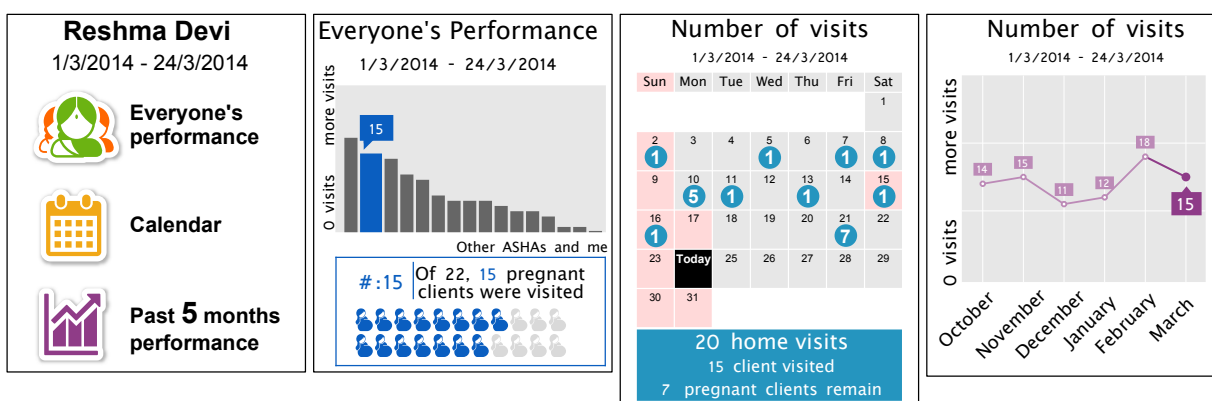 Reshma Devi
1/3/2014 - 24/3/2014
Everyone's
performance
Calendar
Past 5 months
performance
Everyone's Performance
1/3/2014 - 24/3/2014
more visits
0 visits
15
Other ASHAs and me
#:15
Of 22, 15 pregnant
clients were visited
Number of visits
1/3/2014 - 24/3/2014
Sun Mon Tue Wed Thu Fri Sat
1
2 3 4 5 6 7 8
1 1 1 1
9 10 11 12 13 14 15
5 1 1 1
16 17 18 19 20 21 22
1 7
23 Today 25 26 27 28 29
30 31
20 home visits
15 client visited
7 pregnant clients remain
Number of visits
1/3/2014 - 24/3/2014
more visits
0 visits
14 15 11 12 18 15
October November December January February March